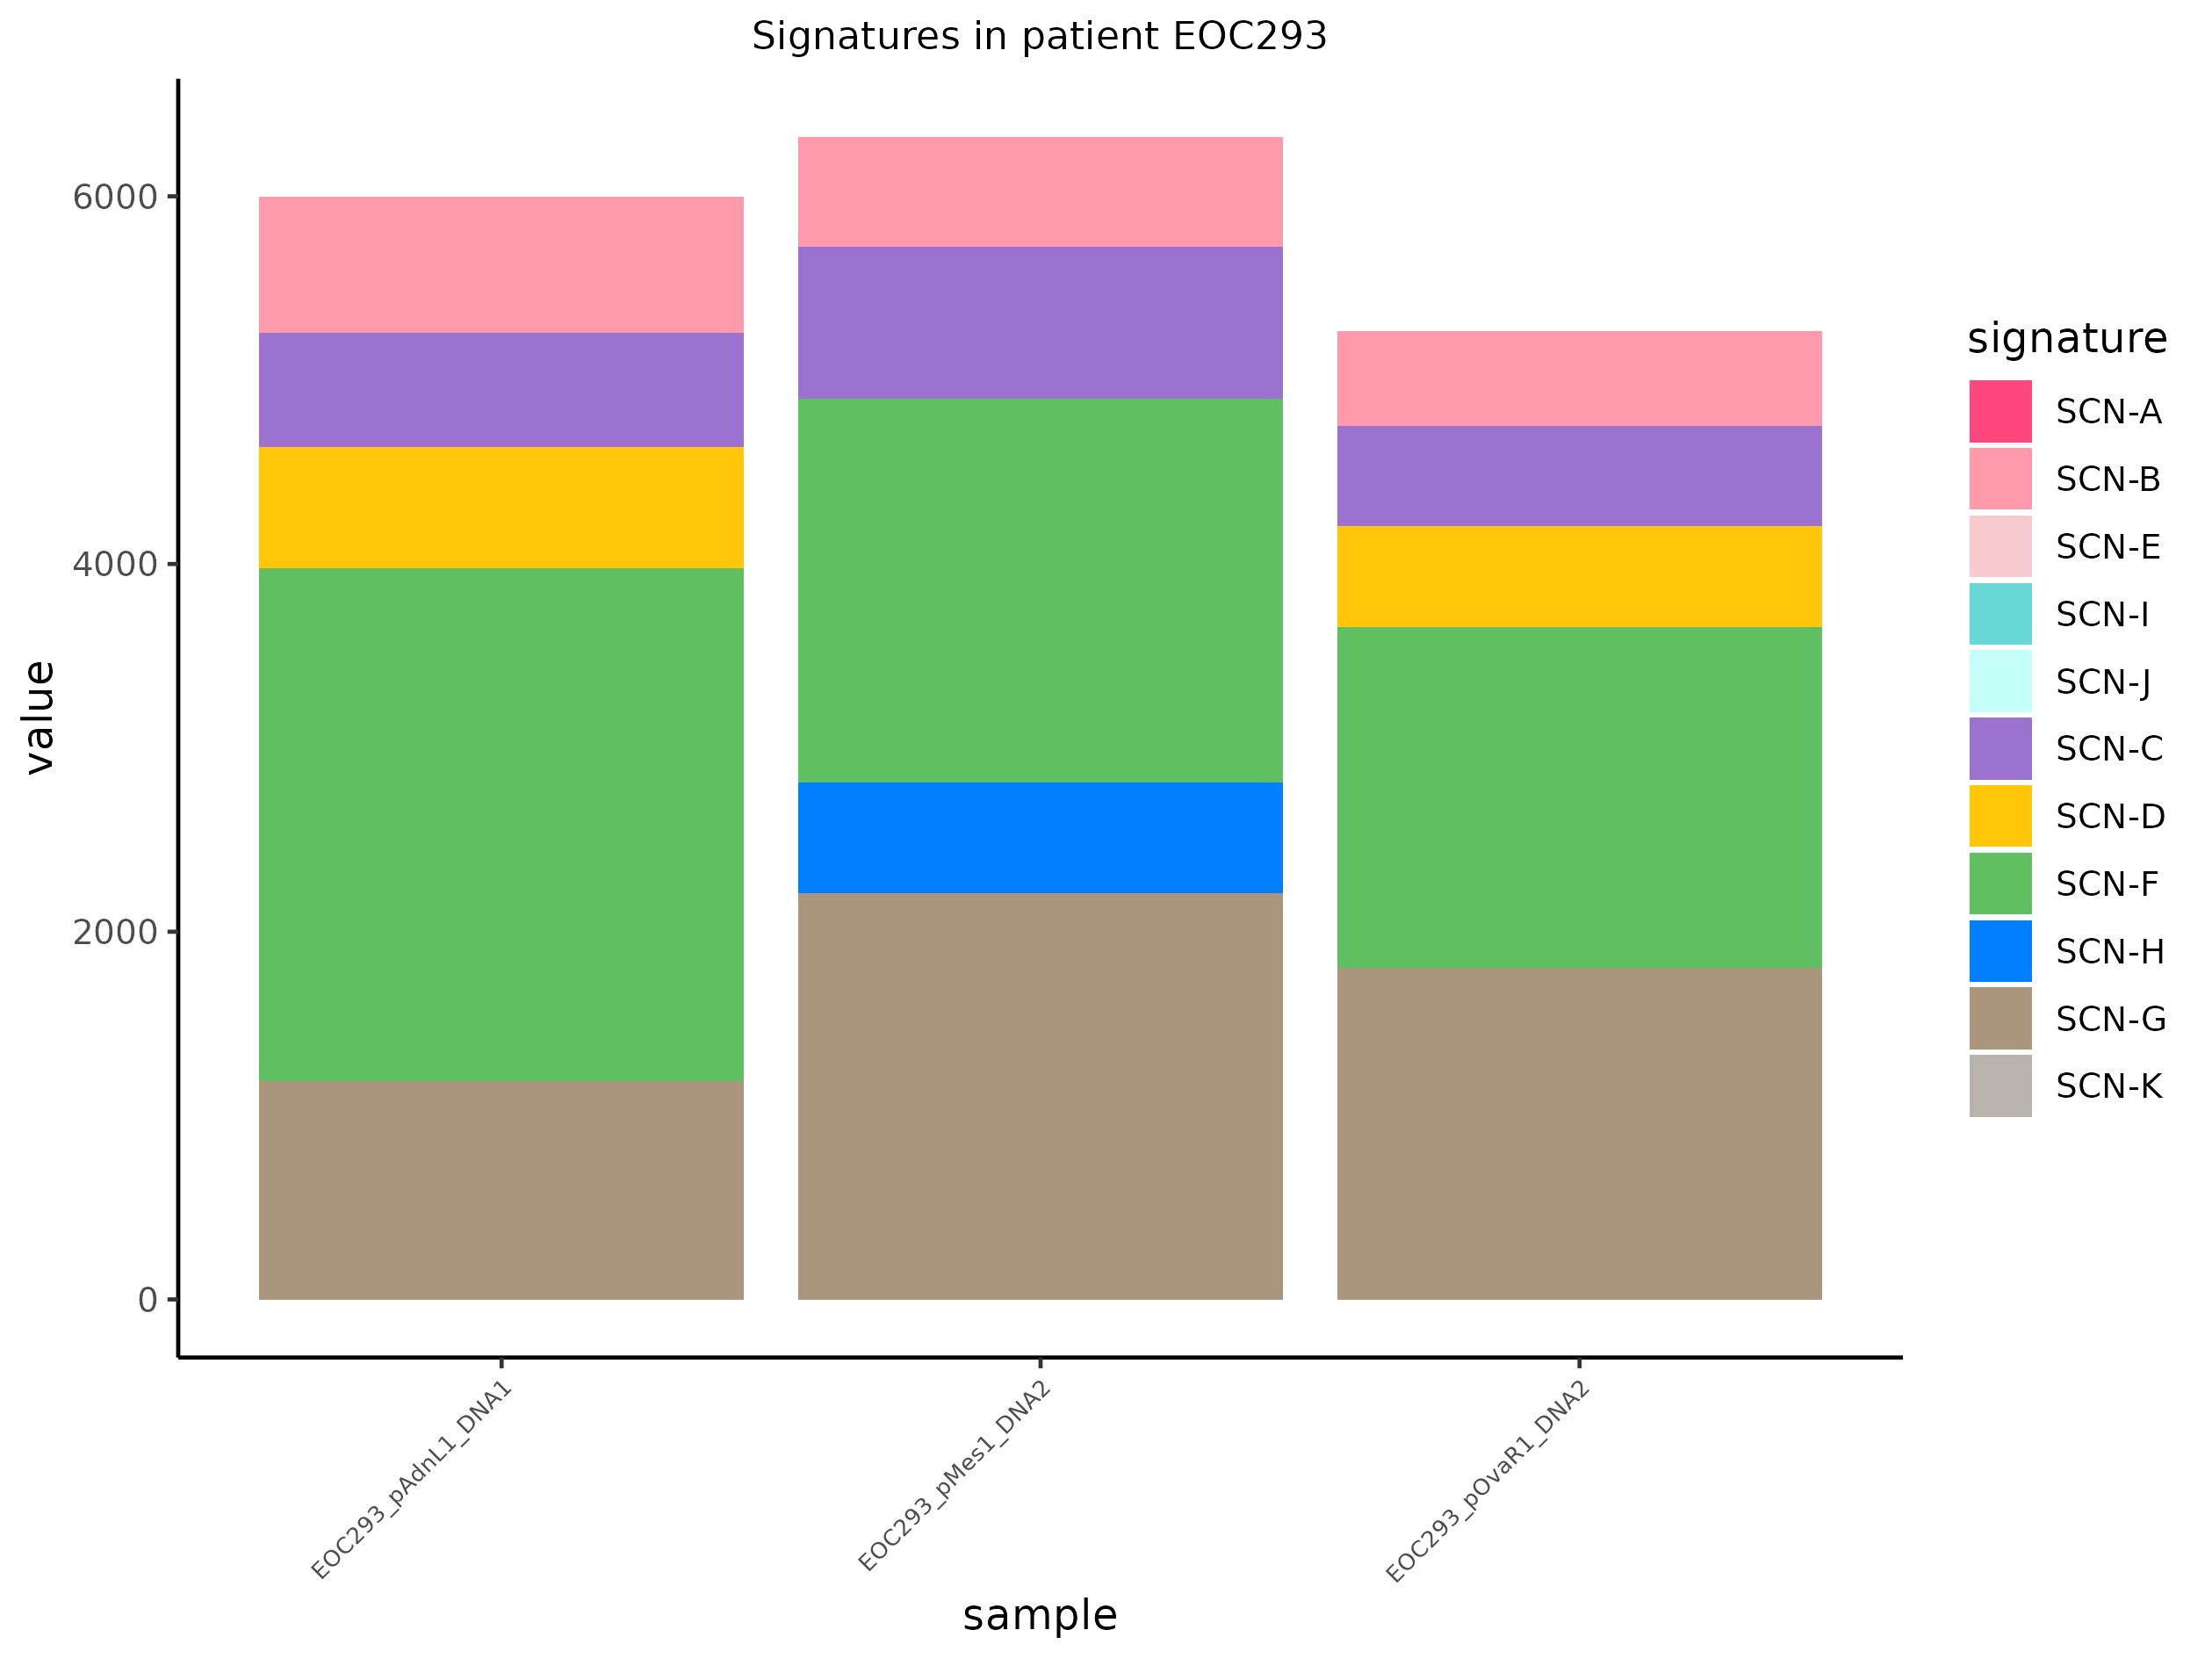 Signatures in patient EOC293
6000
4000
2000
0
value
EOC293_pAdnL1_DNA1
EOC293_pMes1_DNA2
EOC293_pOvaR1_DNA2
sample
signature
SCN-A
SCN-B
SCN-E
SCN-I
SCN-J
SCN-C
SCN-D
SCN-F
SCN-H
SCN-G
SCN-K